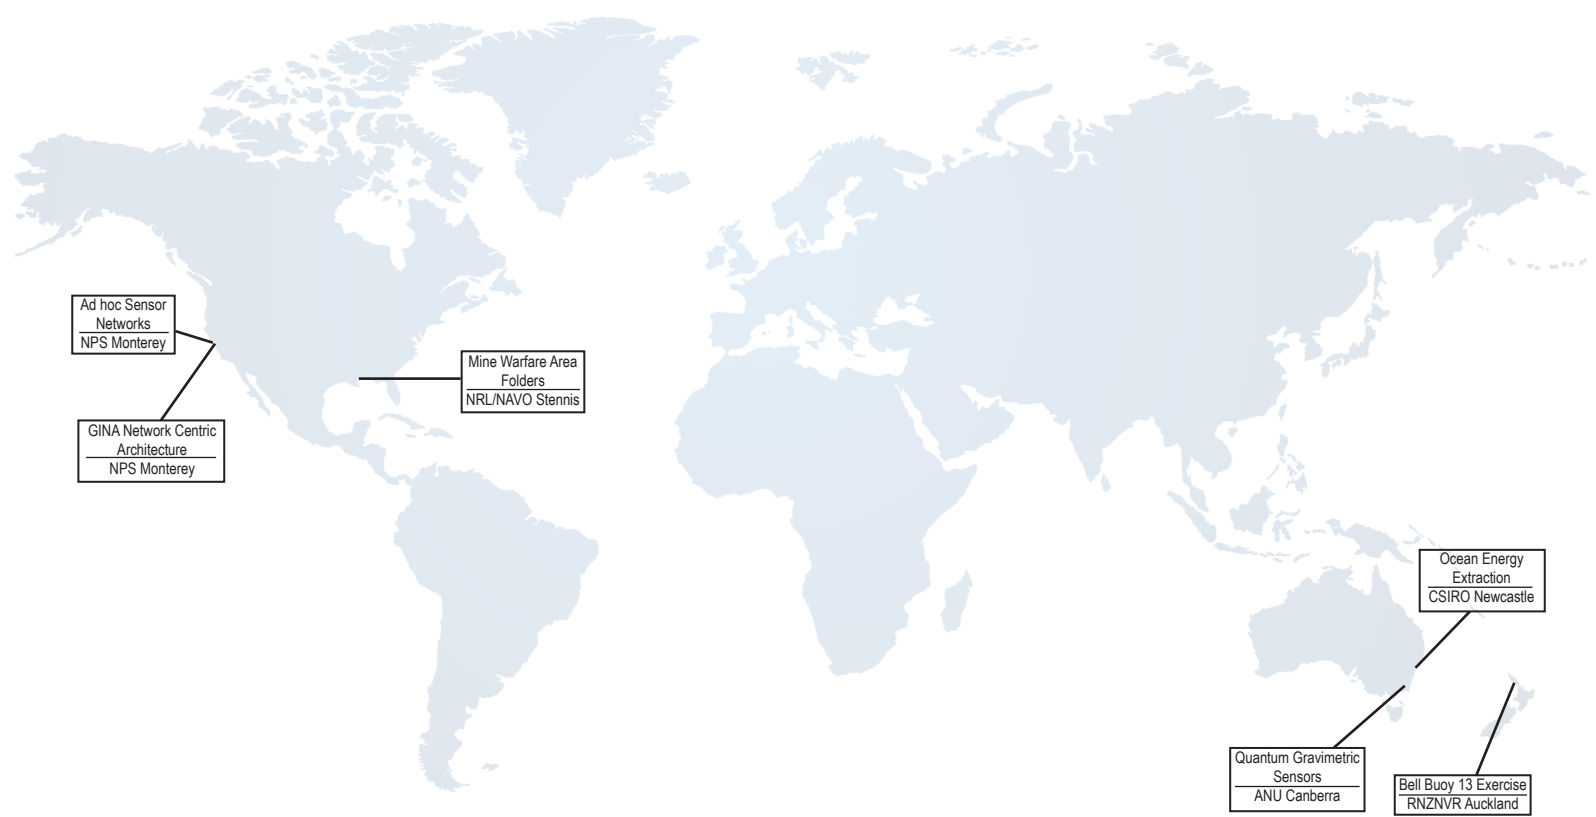 Ad hoc Sensor
Networks
NPS Monterey
GINA Network Centric
Architecture
NPS Monterey
Mine Warfare Area
Folders
NRL/NAVO Stennis
Ocean Energy
Extraction
CSIRO Newcastle
Quantum Gravimetric
Sensors
ANU Canberra
Bell Buoy 13 Exercise
RNZNVR Auckland